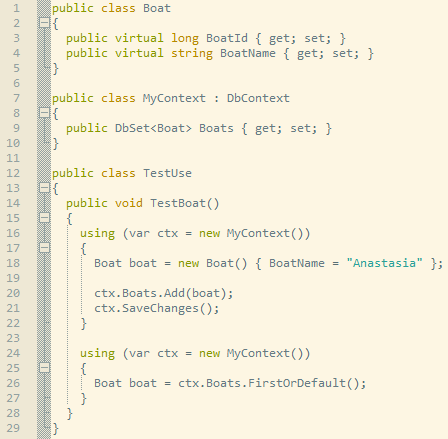 1 public class Boat
2 {
3   public virtual long BoatId { get; set; }
4   public virtual string BoatName { get; set; }
5 }
6
7 public class MyContext : DbContext
8 {
9   public DbSet<Boat> Boats { get; set; }
10 }
11
12 public class TestUse
13 {
14   public void TestBoat()
15   {
16     using (var ctx = new MyContext())
17     {
18       Boat boat = new Boat() { BoatName = "Anastasia" };
19
20       ctx.Boats.Add(boat);
21       ctx.SaveChanges();
22     }
23
24     using (var ctx = new MyContext())
25     {
26       Boat boat = ctx.Boats.FirstOrDefault();
27     }
28   }
29 }